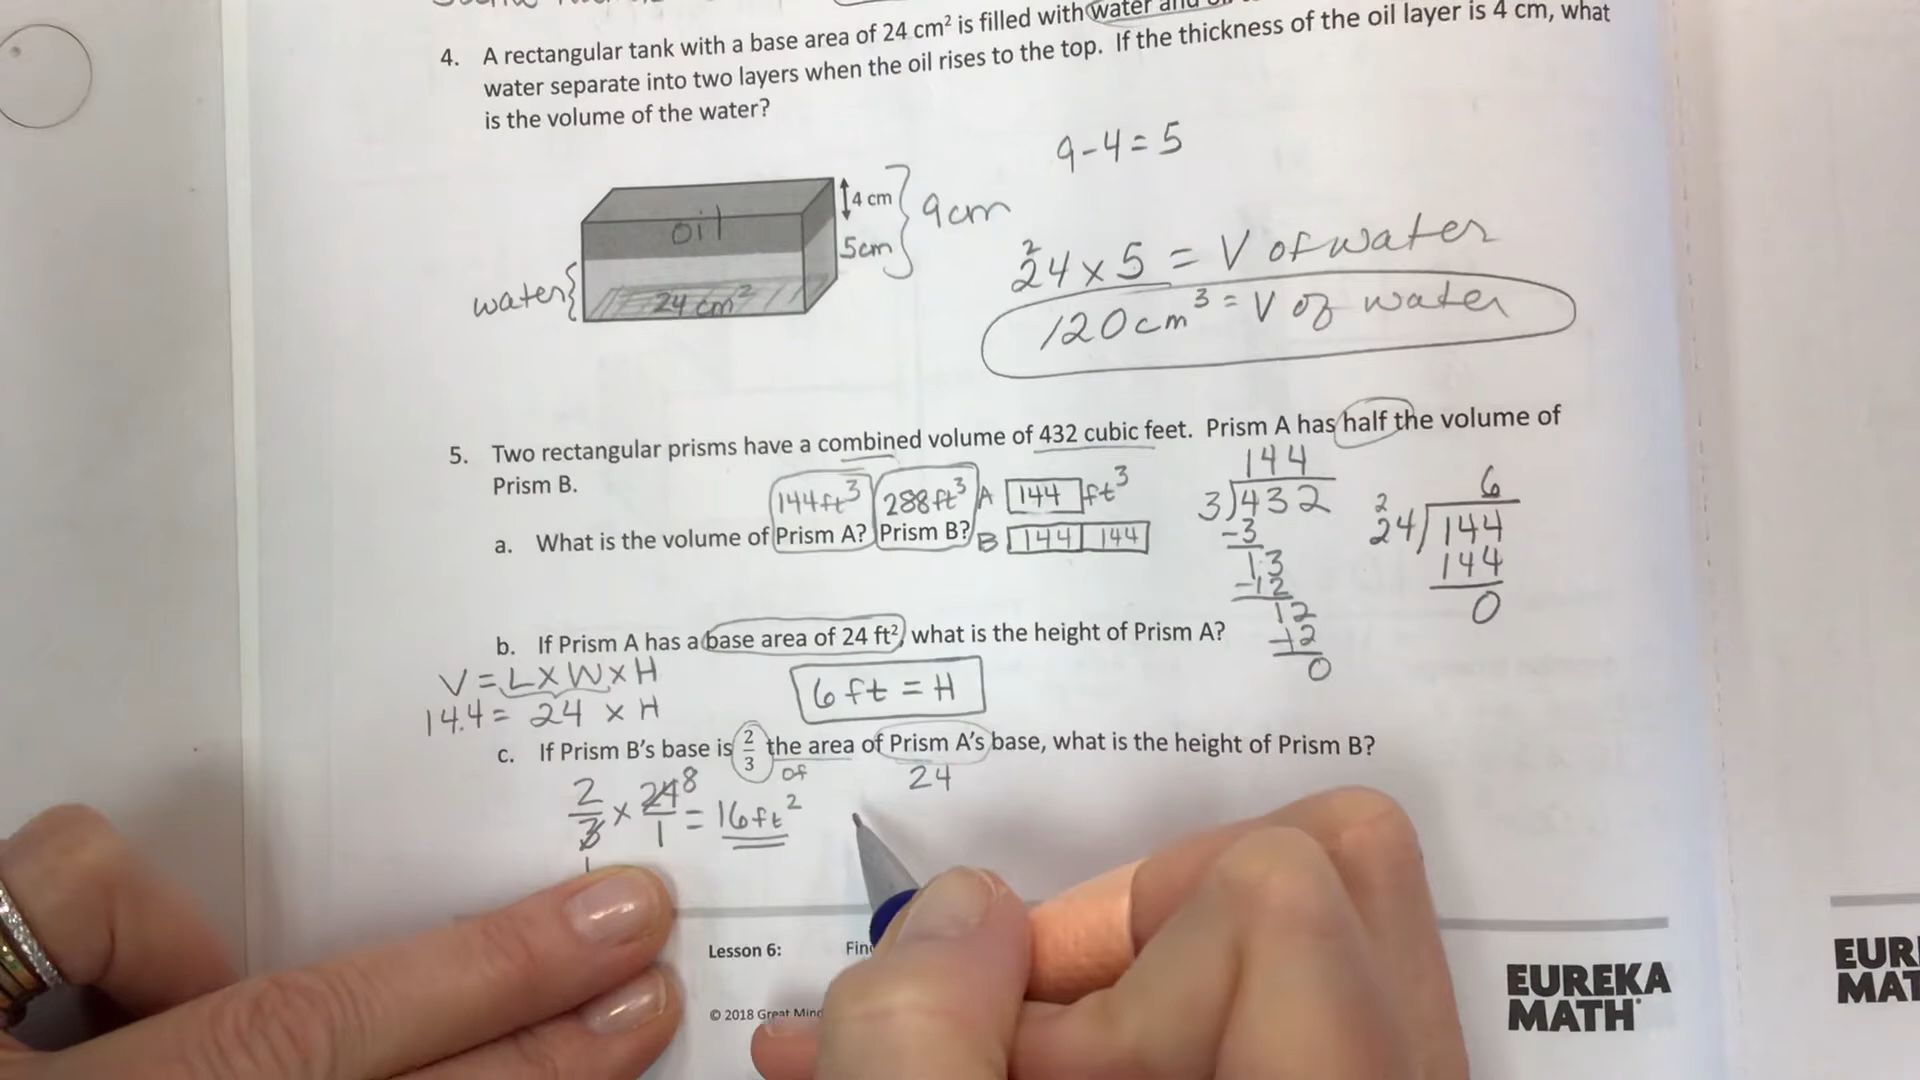 4. A rectangular tank with a base area of 24 cm² is filled with water and
water separate into two layers when the oil rises to the top. If the thickness of the oil layer is 4 cm, what
is the volume of the water?
9-4=5
4 cm
9cm
oil
5cm
24 x 5 = V of water
2
water
24 cm²
120cm³ = V of water
5. Two rectangular prisms have a combined volume of 432 cubic feet. Prism A has half the volume of
Prism B.
144ft³ 288ft³ A 144 ft³
a. What is the volume of Prism A? Prism B? B 144 144
144
3)432
-3
13
-12
12
-12
0
6
2
24)144
144
0
b. If Prism A has a base area of 24 ft², what is the height of Prism A?
V = L x W x H
6 ft = H
14.4 = 24 x H
c. If Prism B's base is 2/3 the area of Prism A's base, what is the height of Prism B?
of
24
2/3 x 24/1 = 16ft²
8
1
Lesson 6:
© 2018 Great
EUREKA
MATH
EUR
MAT